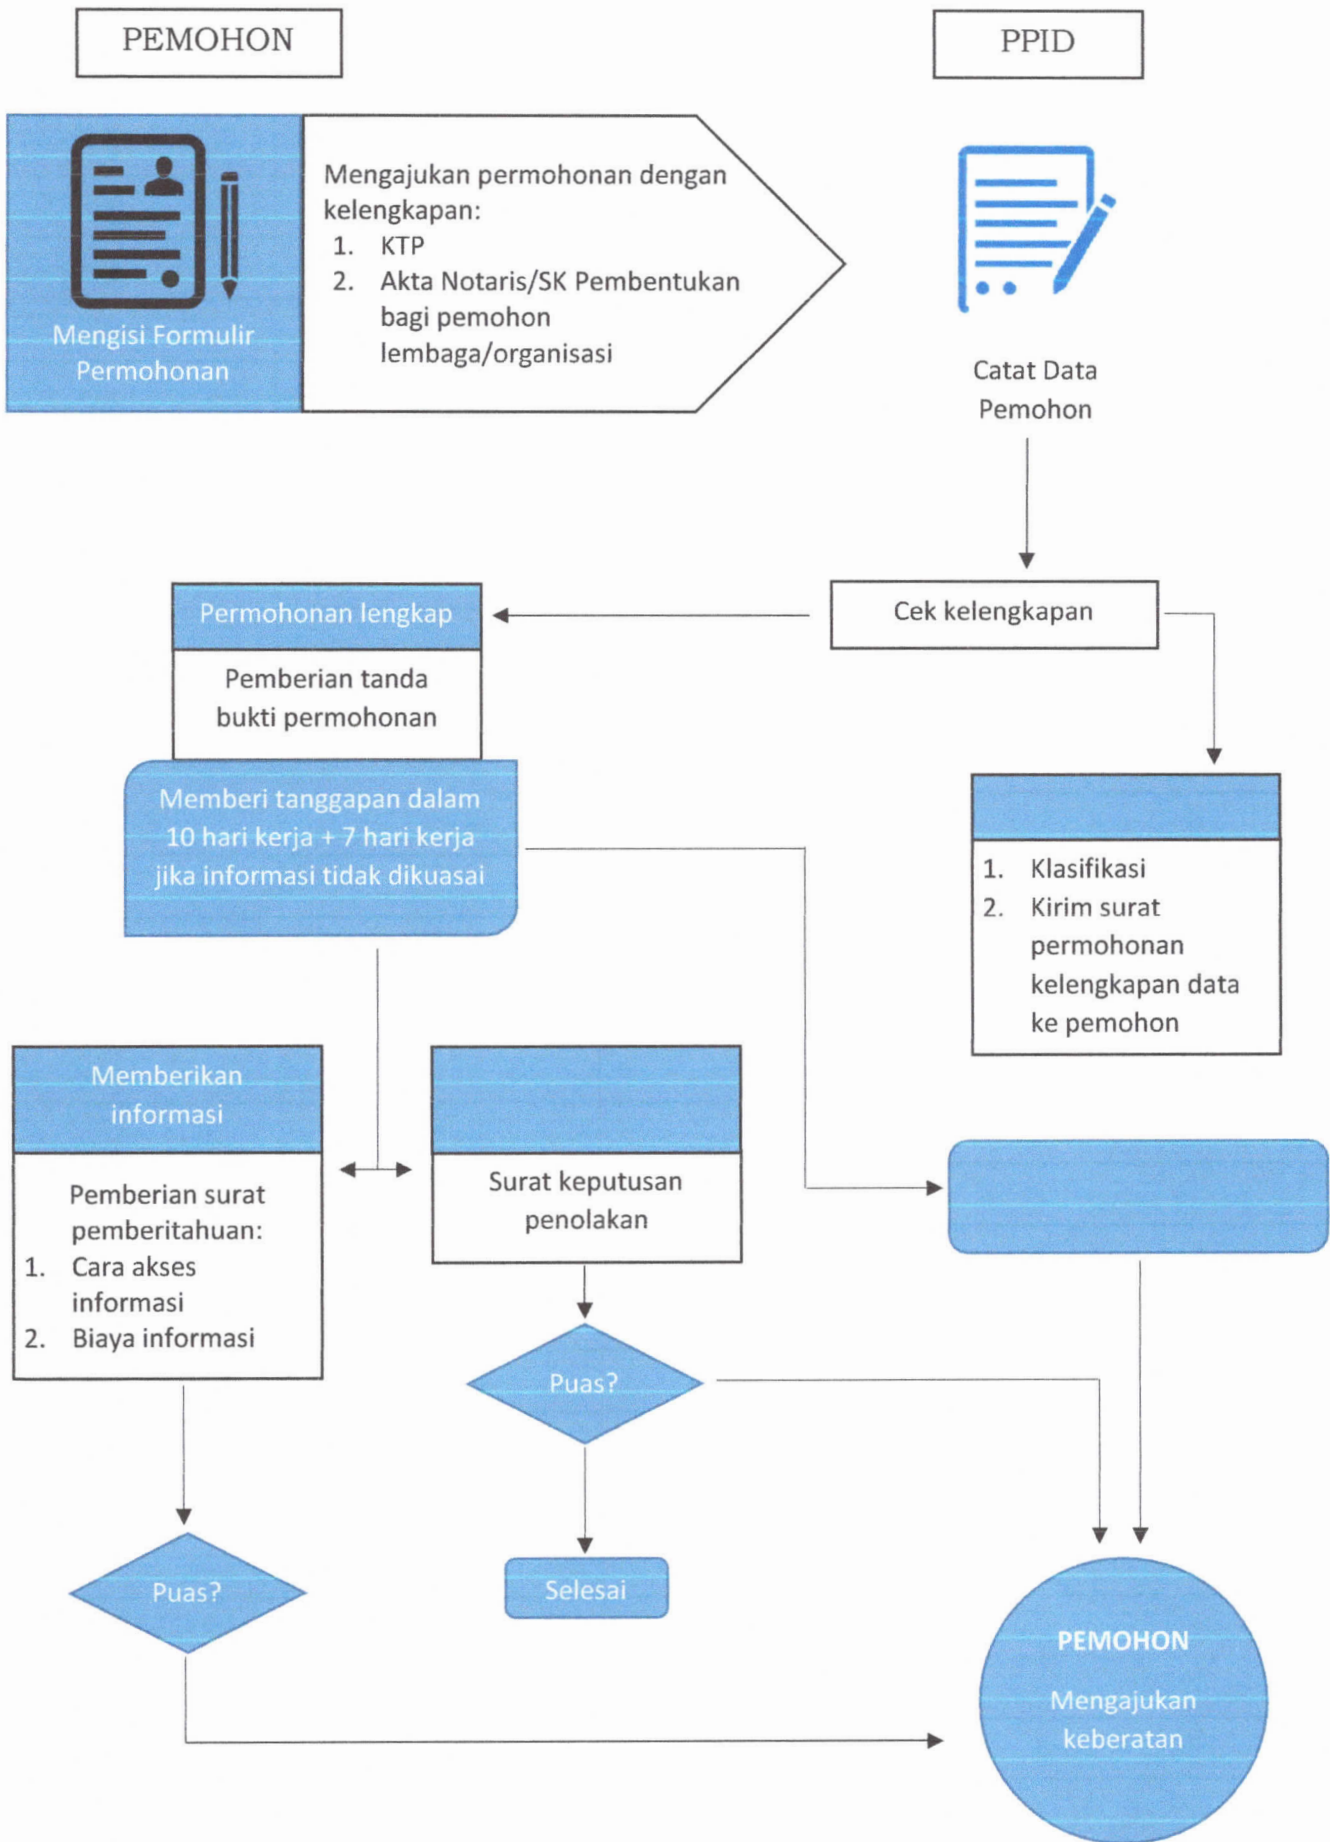 PEMOHON
PPID
Mengisi Formulir
Permohonan
Mengajukan permohonan dengan
kelengkapan:
1. KTP
2. Akta Notaris/SK Pembentukan
bagi pemohon
lembaga/organisasi
Catat Data
Pemohon
Cek kelengkapan
Permohonan lengkap
Pemberian tanda
bukti permohonan
Memberi tanggapan dalam
10 hari kerja + 7 hari kerja
jika informasi tidak dikuasai
1. Klasifikasi
2. Kirim surat
permohonan
kelengkapan data
ke pemohon
Memberikan
informasi
Pemberian surat
pemberitahuan:
1. Cara akses
informasi
2. Biaya informasi
Surat keputusan
penolakan
Puas?
Selesai
Puas?
PEMOHON
Mengajukan
keberatan